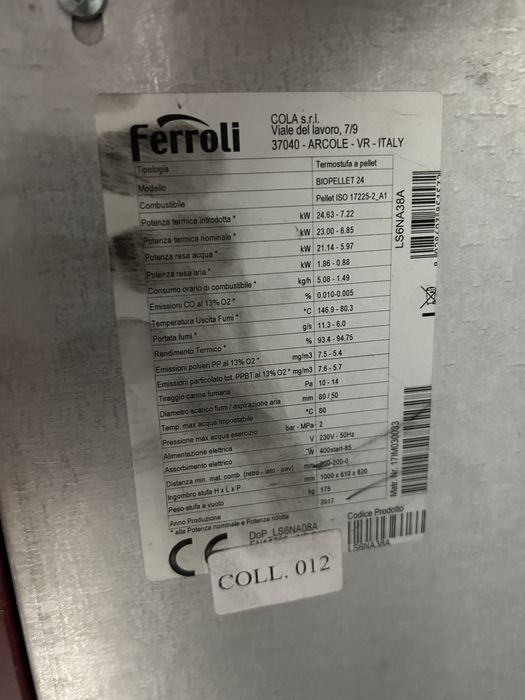 Ferroli
COLA s.r.l.
Viale del lavoro, 7/9
37040 - ARCOLE - VR - ITALY
Tipologia Termostufa a pellet
Modello BIOPELLET 24
Combustibile Pellet ISO 17225-2_A1
Potenza termica introdotta * kW 24.63 - 7.22
Potenza termica nominale * kW 23.00 - 6.85
Potenza resa acqua * kW 21.14 - 5.97
Potenza resa aria * kW 1.86 - 0.88
Consumo orario di combustibile * kg/h 5.08 - 1.49
Emissioni CO al 13% O2 * % 0.010-0.005
Temperatura Uscita Fumi * °C 146.9 - 80.3
Portata fumi * g/s 11.3 - 6.0
Rendimento Termico * % 93.4 - 94.75
Emissioni polveri PP al 13% O2 * mg/m3 7.5 - 5.4
Emissioni particolato tot. PPBT al 13% O2 * mg/m3 7.6 - 5.7
Tiraggio canna fumaria Pa 10 - 14
Diametro scarico fumi / aspirazione aria mm 80 / 50
Temp. max acqua impostabile °C 80
Pressione max acqua esercizio bar - MPa 2
Alimentazione elettrica V 230V - 50Hz
Assorbimento elettrico W 400start-85
Distanza min. mat. comb. (retro - lato - pav) mm 200-200-0
Ingombro stufa H x L x P mm 1000 x 610 x 820
Peso stufa a vuoto kg 175
Anno Produzione 2017
* alla Potenza nominale e Potenza ridotta
LS6NA38A
Matr. Nr. 17IM030093
CE
DoP_LS6NA08A
Codice Prodotto
LS6NA38A
COLL. 012